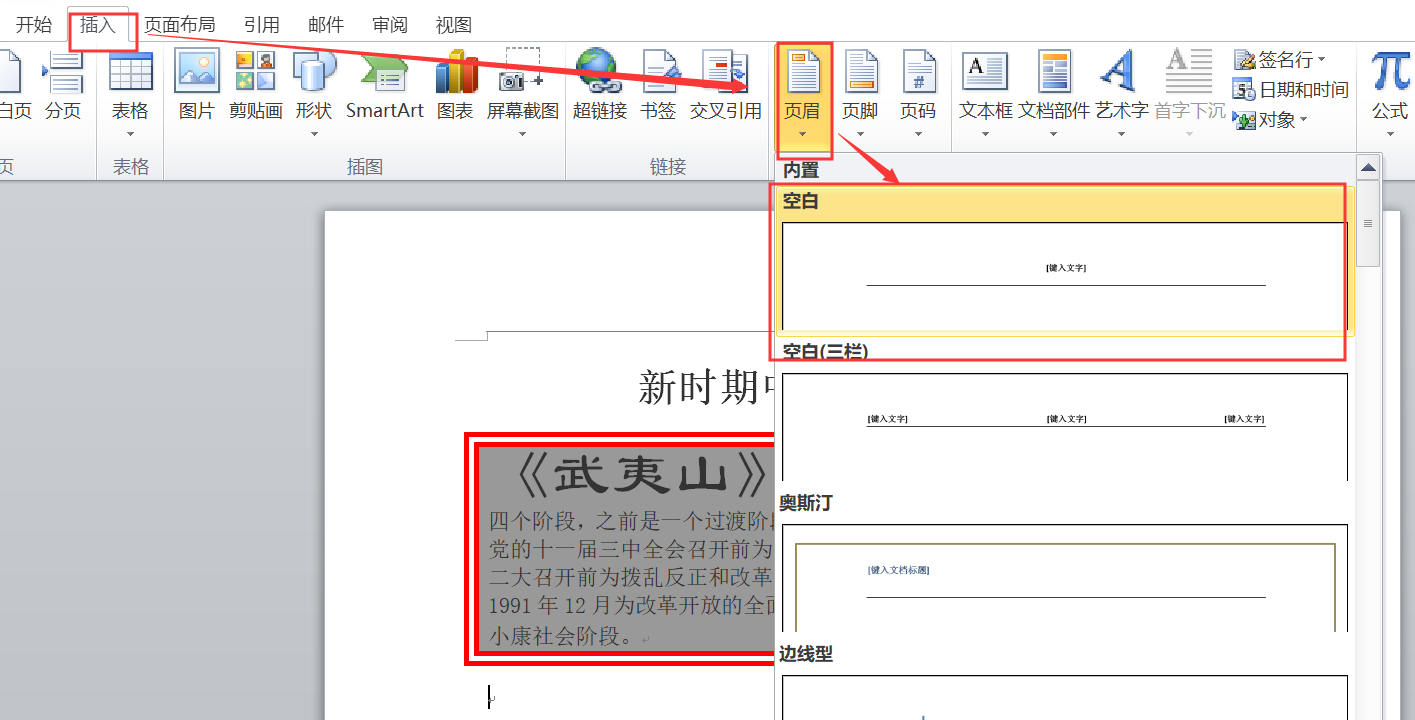 开始 插入 页面布局 引用 邮件 审阅 视图
白页 分页 表格 图片 剪贴画 形状 SmartArt 图表 屏幕截图 超链接 书签 交叉引用 页眉 页脚 页码 文本框 文档部件 艺术字 首字下沉 签名行 日期和时间 对象 公式
页 表格 插图 链接
内置
空白
[键入文字]
空白(三栏)
[键入文字] [键入文字] [键入文字]
奥斯汀
[键入文档标题]
边线型
新时期中
《武夷山》
四个阶段，之前是一个过渡阶段
党的十一届三中全会召开前为
二大召开前为拨乱反正和改革
1991 年 12 月为改革开放的全面
小康社会阶段。